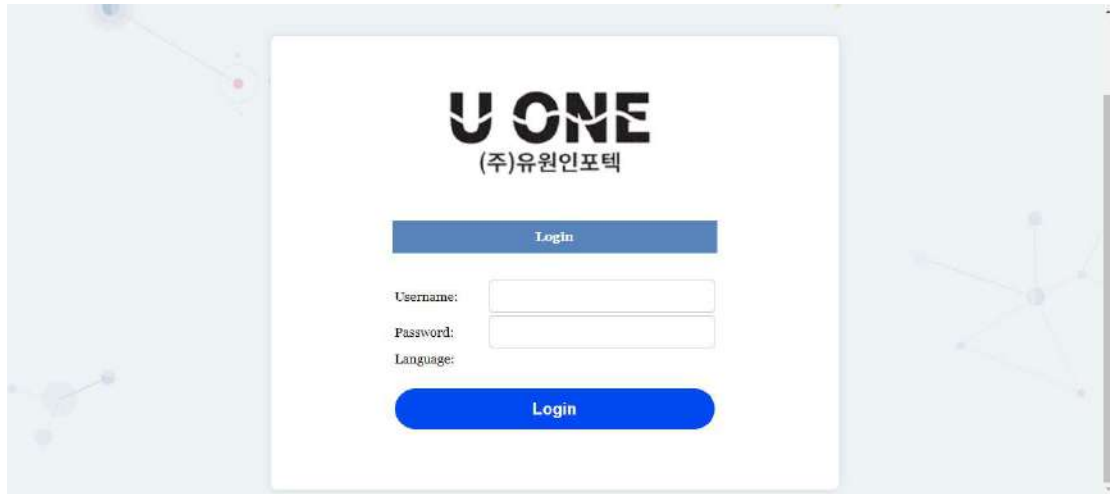 U ONE
(주)유원인포텍
Login
Username:
Password:
Language:
Login